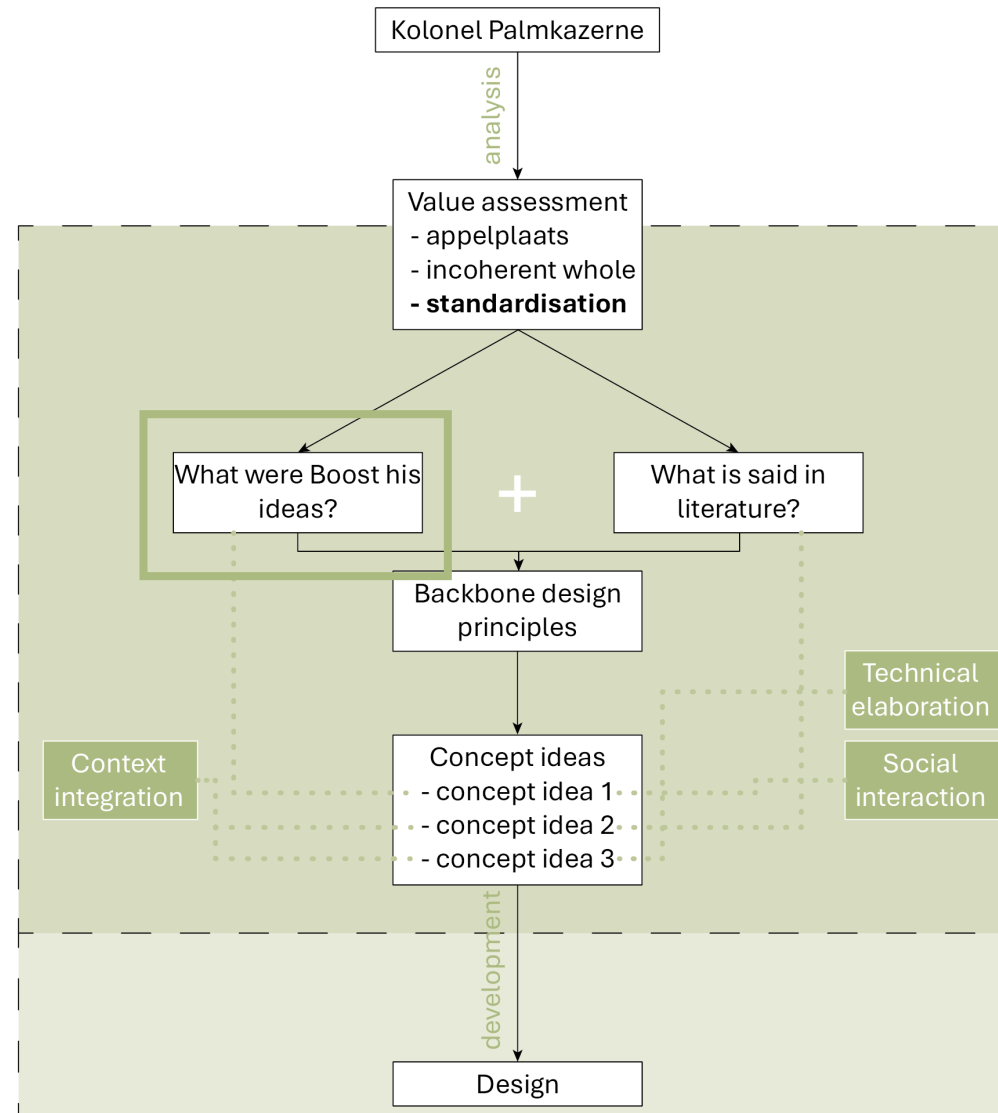 Kolonel Palmkazerne
analysis
Value assessment
- appelplaats
- incoherent whole
- standardisation
What were Boost his
ideas?
+
What is said in
literature?
Backbone design
principles
Technical
elaboration
Context
integration
Concept ideas
- concept idea 1
- concept idea 2
- concept idea 3
Social
interaction
development
Design